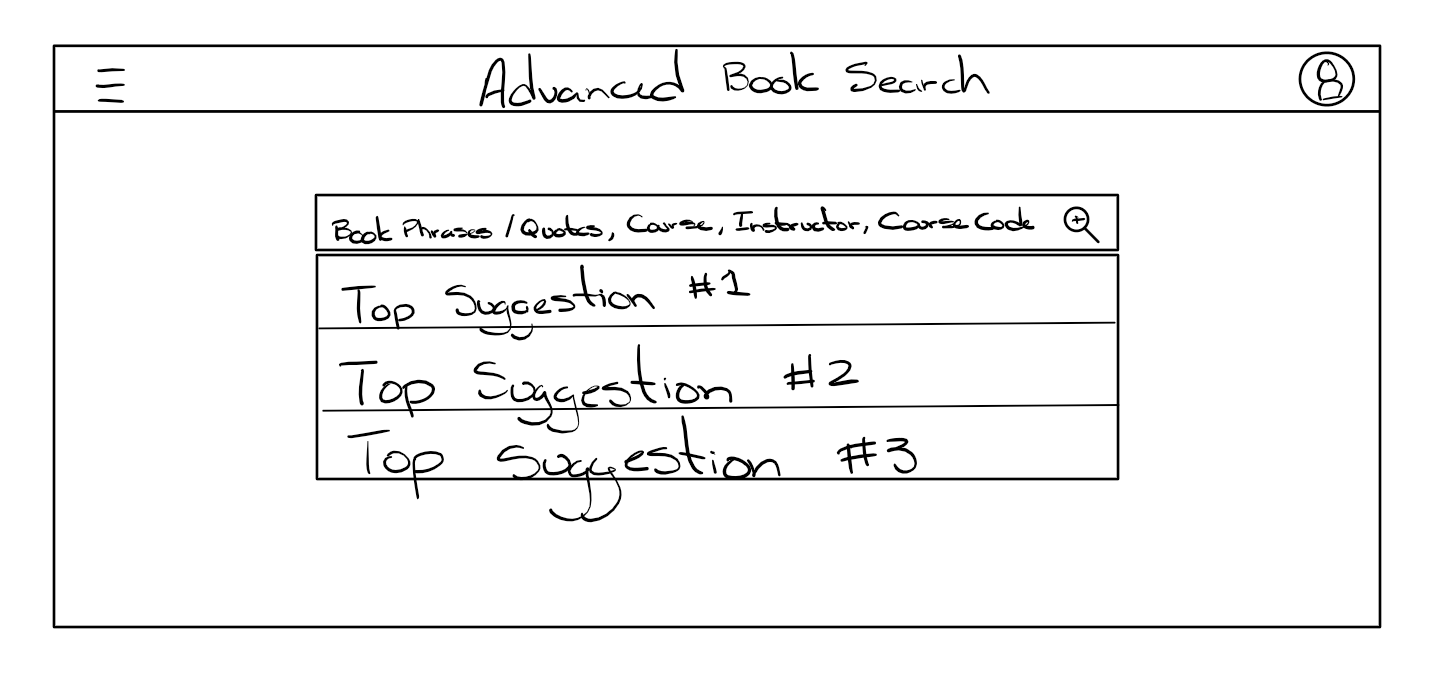 Advanced Book Search
Book Phrases / Quotes, Course, Instructor, Course Code
Top Suggestion #1
Top Suggestion #2
Top Suggestion #3